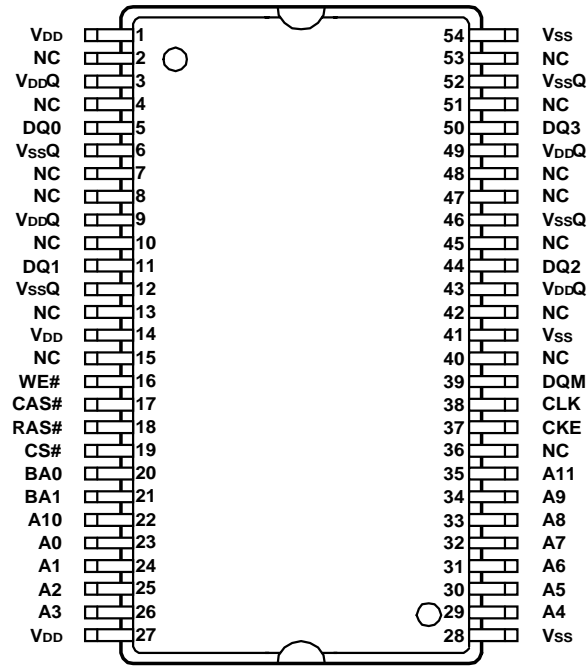 VDD 1 54 VSS
NC 2 53 NC
VDDQ 3 52 VSSQ
NC 4 51 NC
DQ0 5 50 DQ3
VSSQ 6 49 VDDQ
NC 7 48 NC
NC 8 47 NC
VDDQ 9 46 VSSQ
NC 10 45 NC
DQ1 11 44 DQ2
VSSQ 12 43 VDDQ
NC 13 42 NC
VDD 14 41 VSS
NC 15 40 NC
WE# 16 39 DQM
CAS# 17 38 CLK
RAS# 18 37 CKE
CS# 19 36 NC
BA0 20 35 A11
BA1 21 34 A9
A10 22 33 A8
A0 23 32 A7
A1 24 31 A6
A2 25 30 A5
A3 26 29 A4
VDD 27 28 VSS